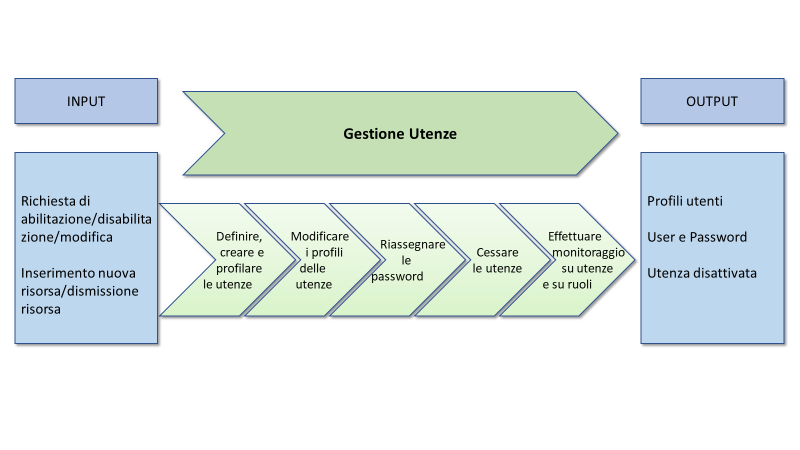 INPUT
Gestione Utenze
OUTPUT
Richiesta di
abilitazione/disabilita
zione/modifica
Inserimento nuova
risorsa/dismissione
risorsa
Definire,
creare e
profilare
le utenze
Modificare
i profili
delle
utenze
Riassegnare
le
password
Cessare
le utenze
Effettuare
monitoraggio
su utenze
e su ruoli
Profili utenti
User e Password
Utenza disattivata